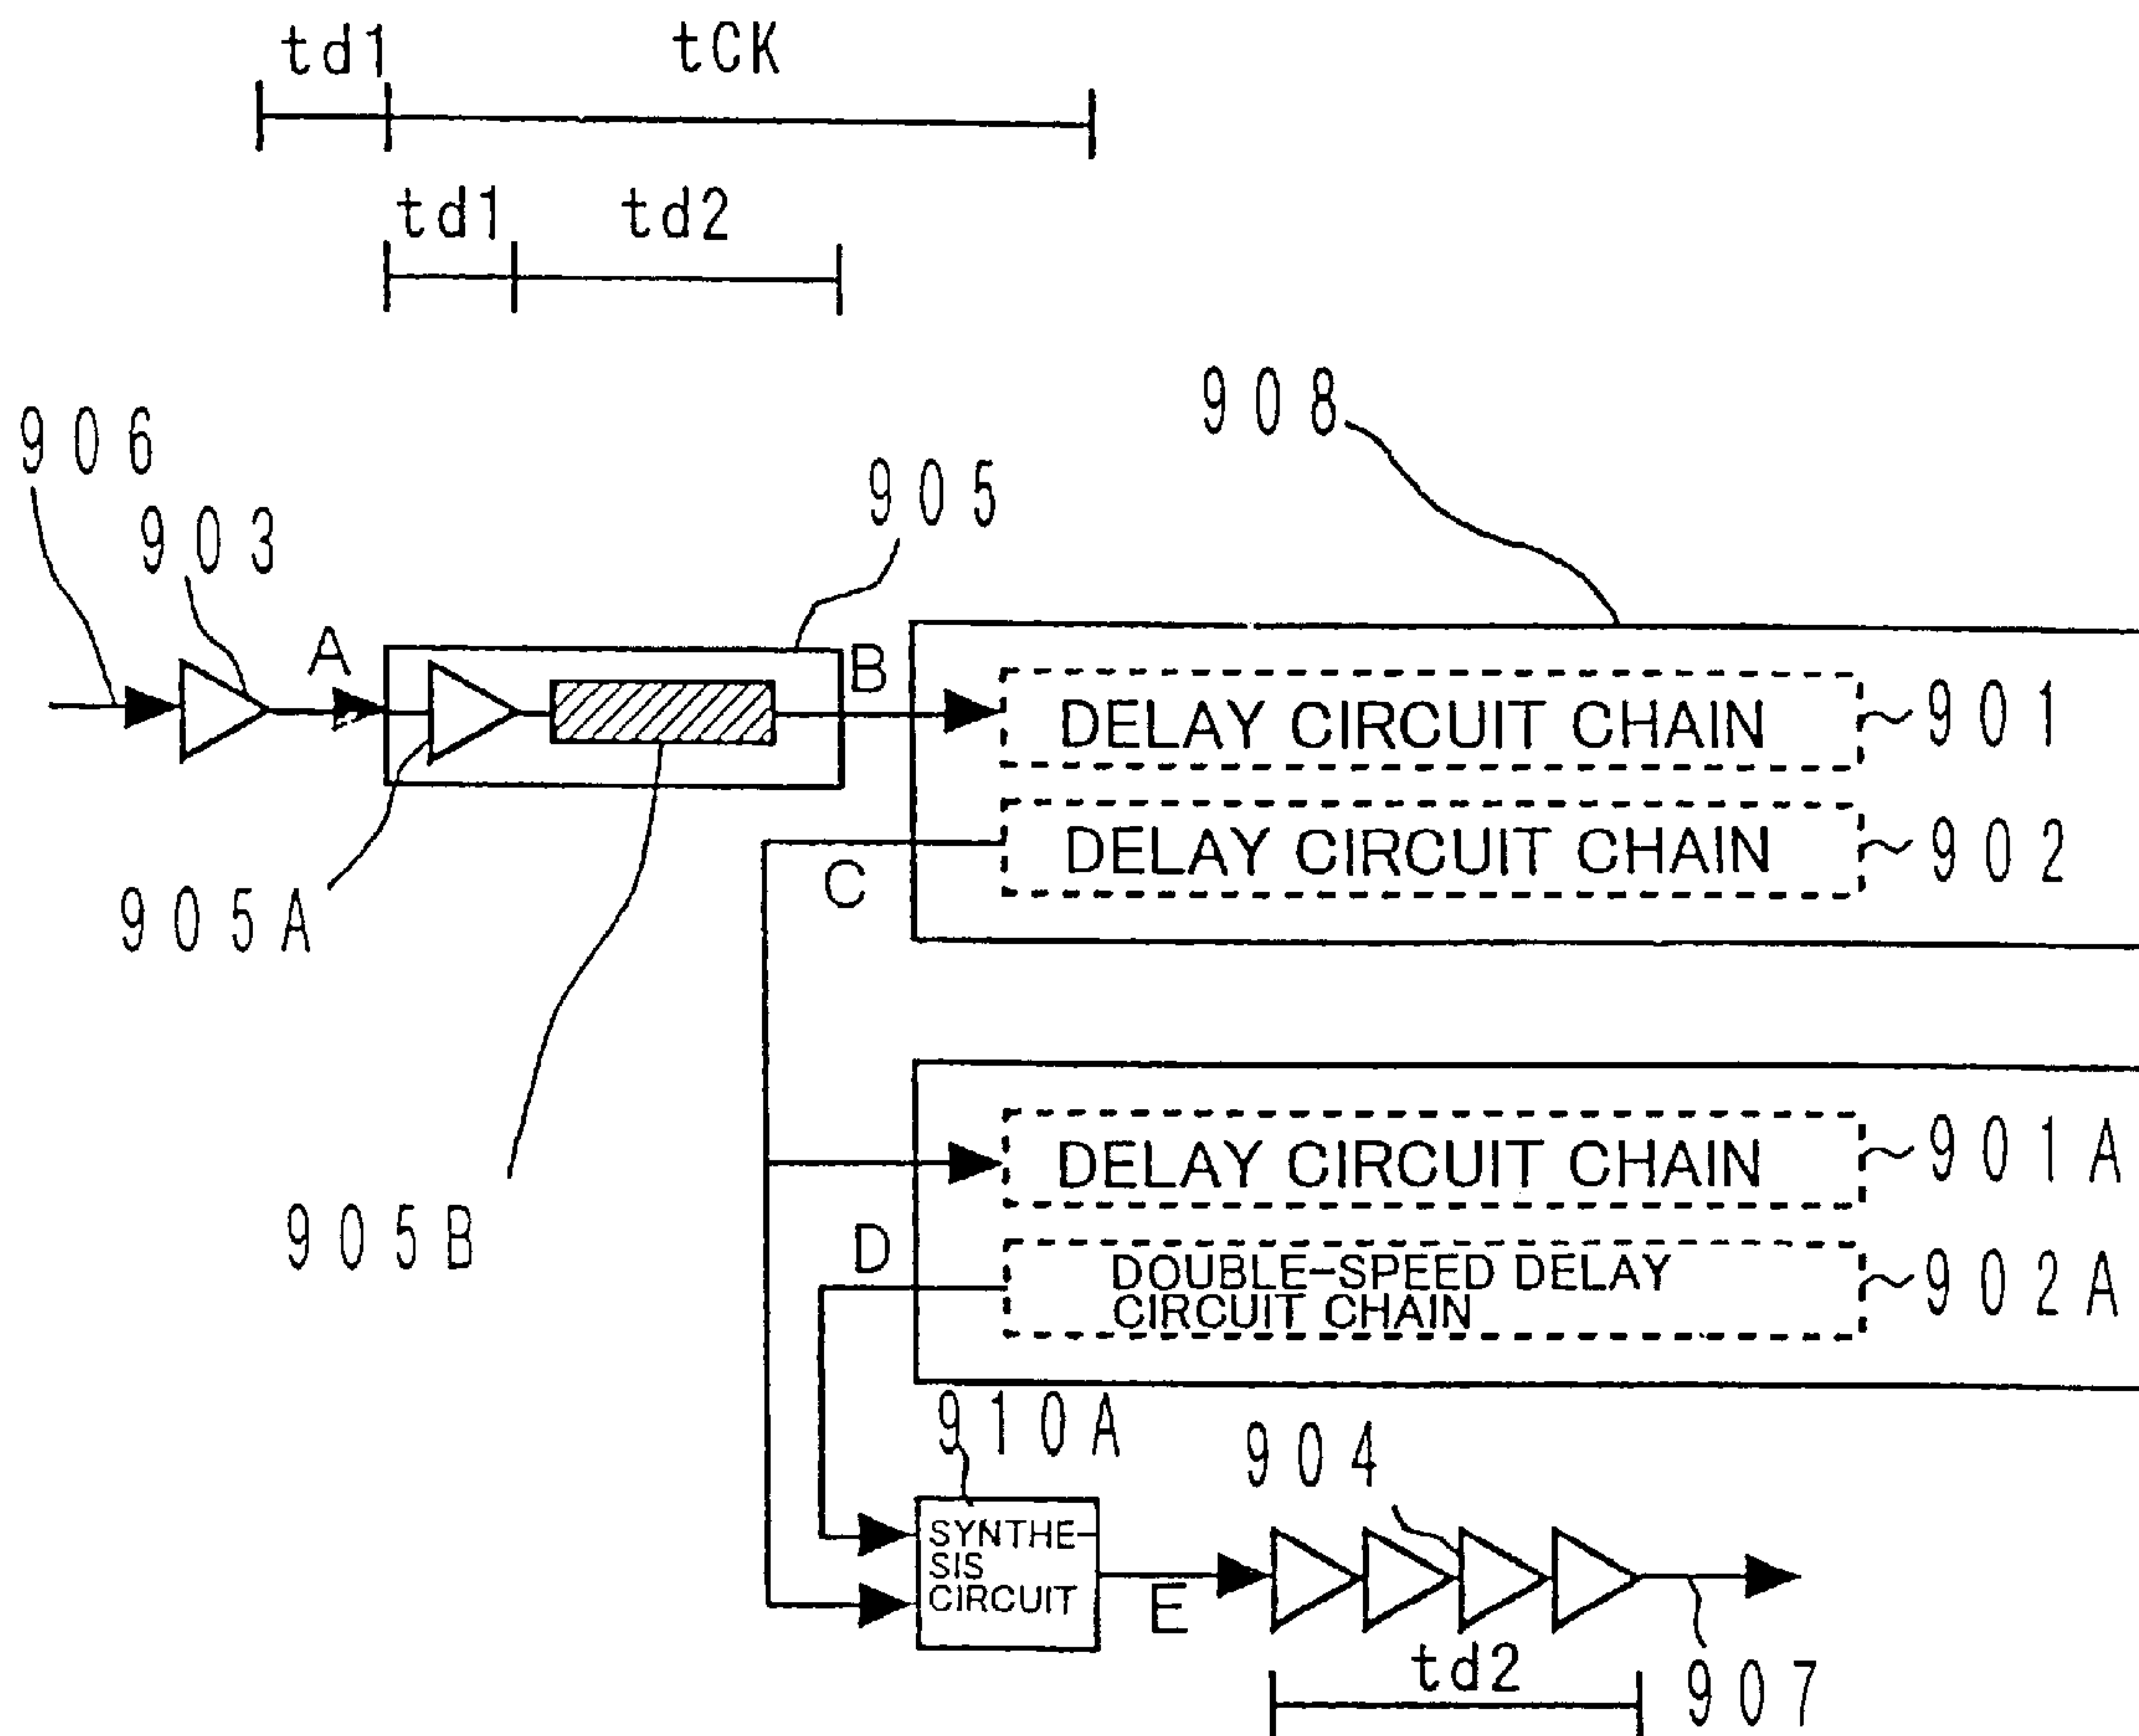 td1 tCK
td1 td2
908
906
905
903
A
B
DELAY CIRCUIT CHAIN
901
DELAY CIRCUIT CHAIN
902
C
905A
DELAY CIRCUIT CHAIN
901A
905B
D
DOUBLE-SPEED DELAY
CIRCUIT CHAIN
902A
910A
904
SYNTHE-
SIS
CIRCUIT
E
td2
907